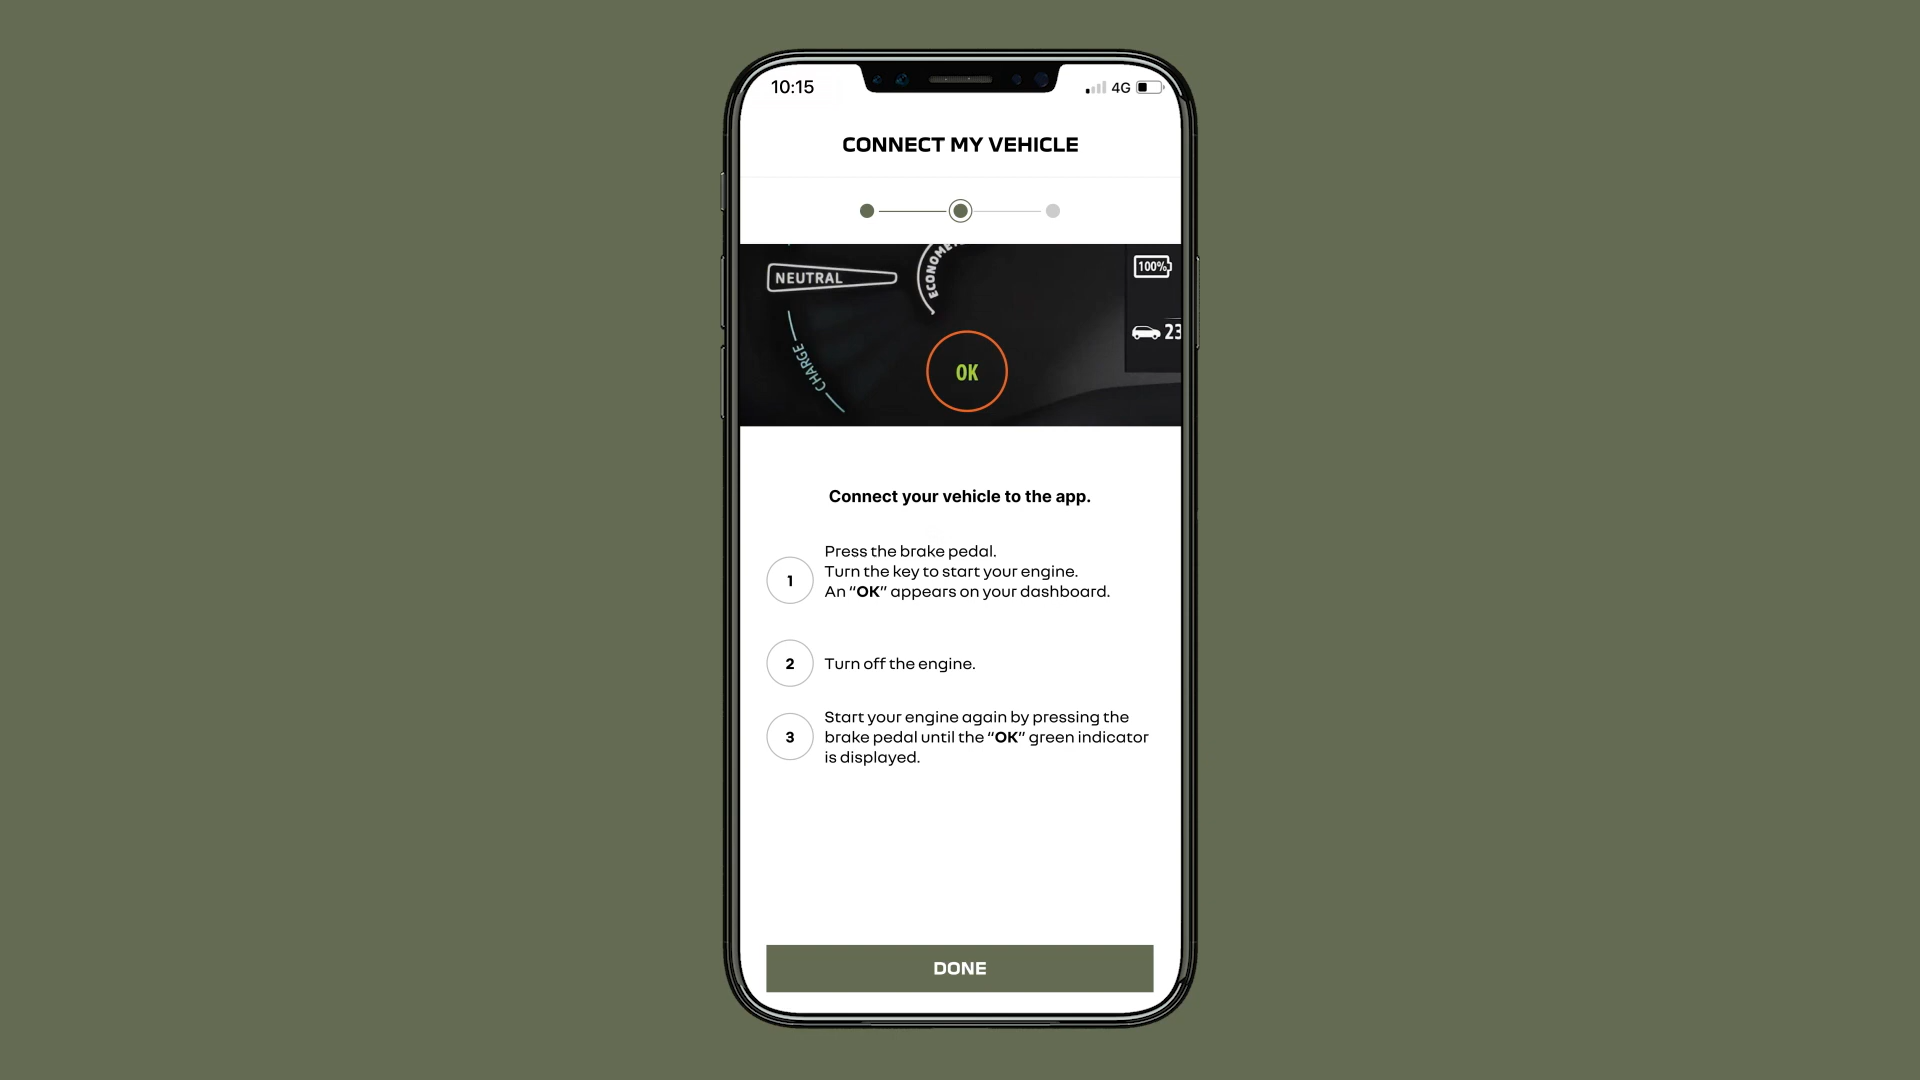 10:15
4G
CONNECT MY VEHICLE
NEUTRAL
CHARGE
100%
23
OK
Connect your vehicle to the app.
1
Press the brake pedal.
Turn the key to start your engine.
An “OK” appears on your dashboard.
2
Turn off the engine.
3
Start your engine again by pressing the
brake pedal until the “OK” green indicator
is displayed.
DONE